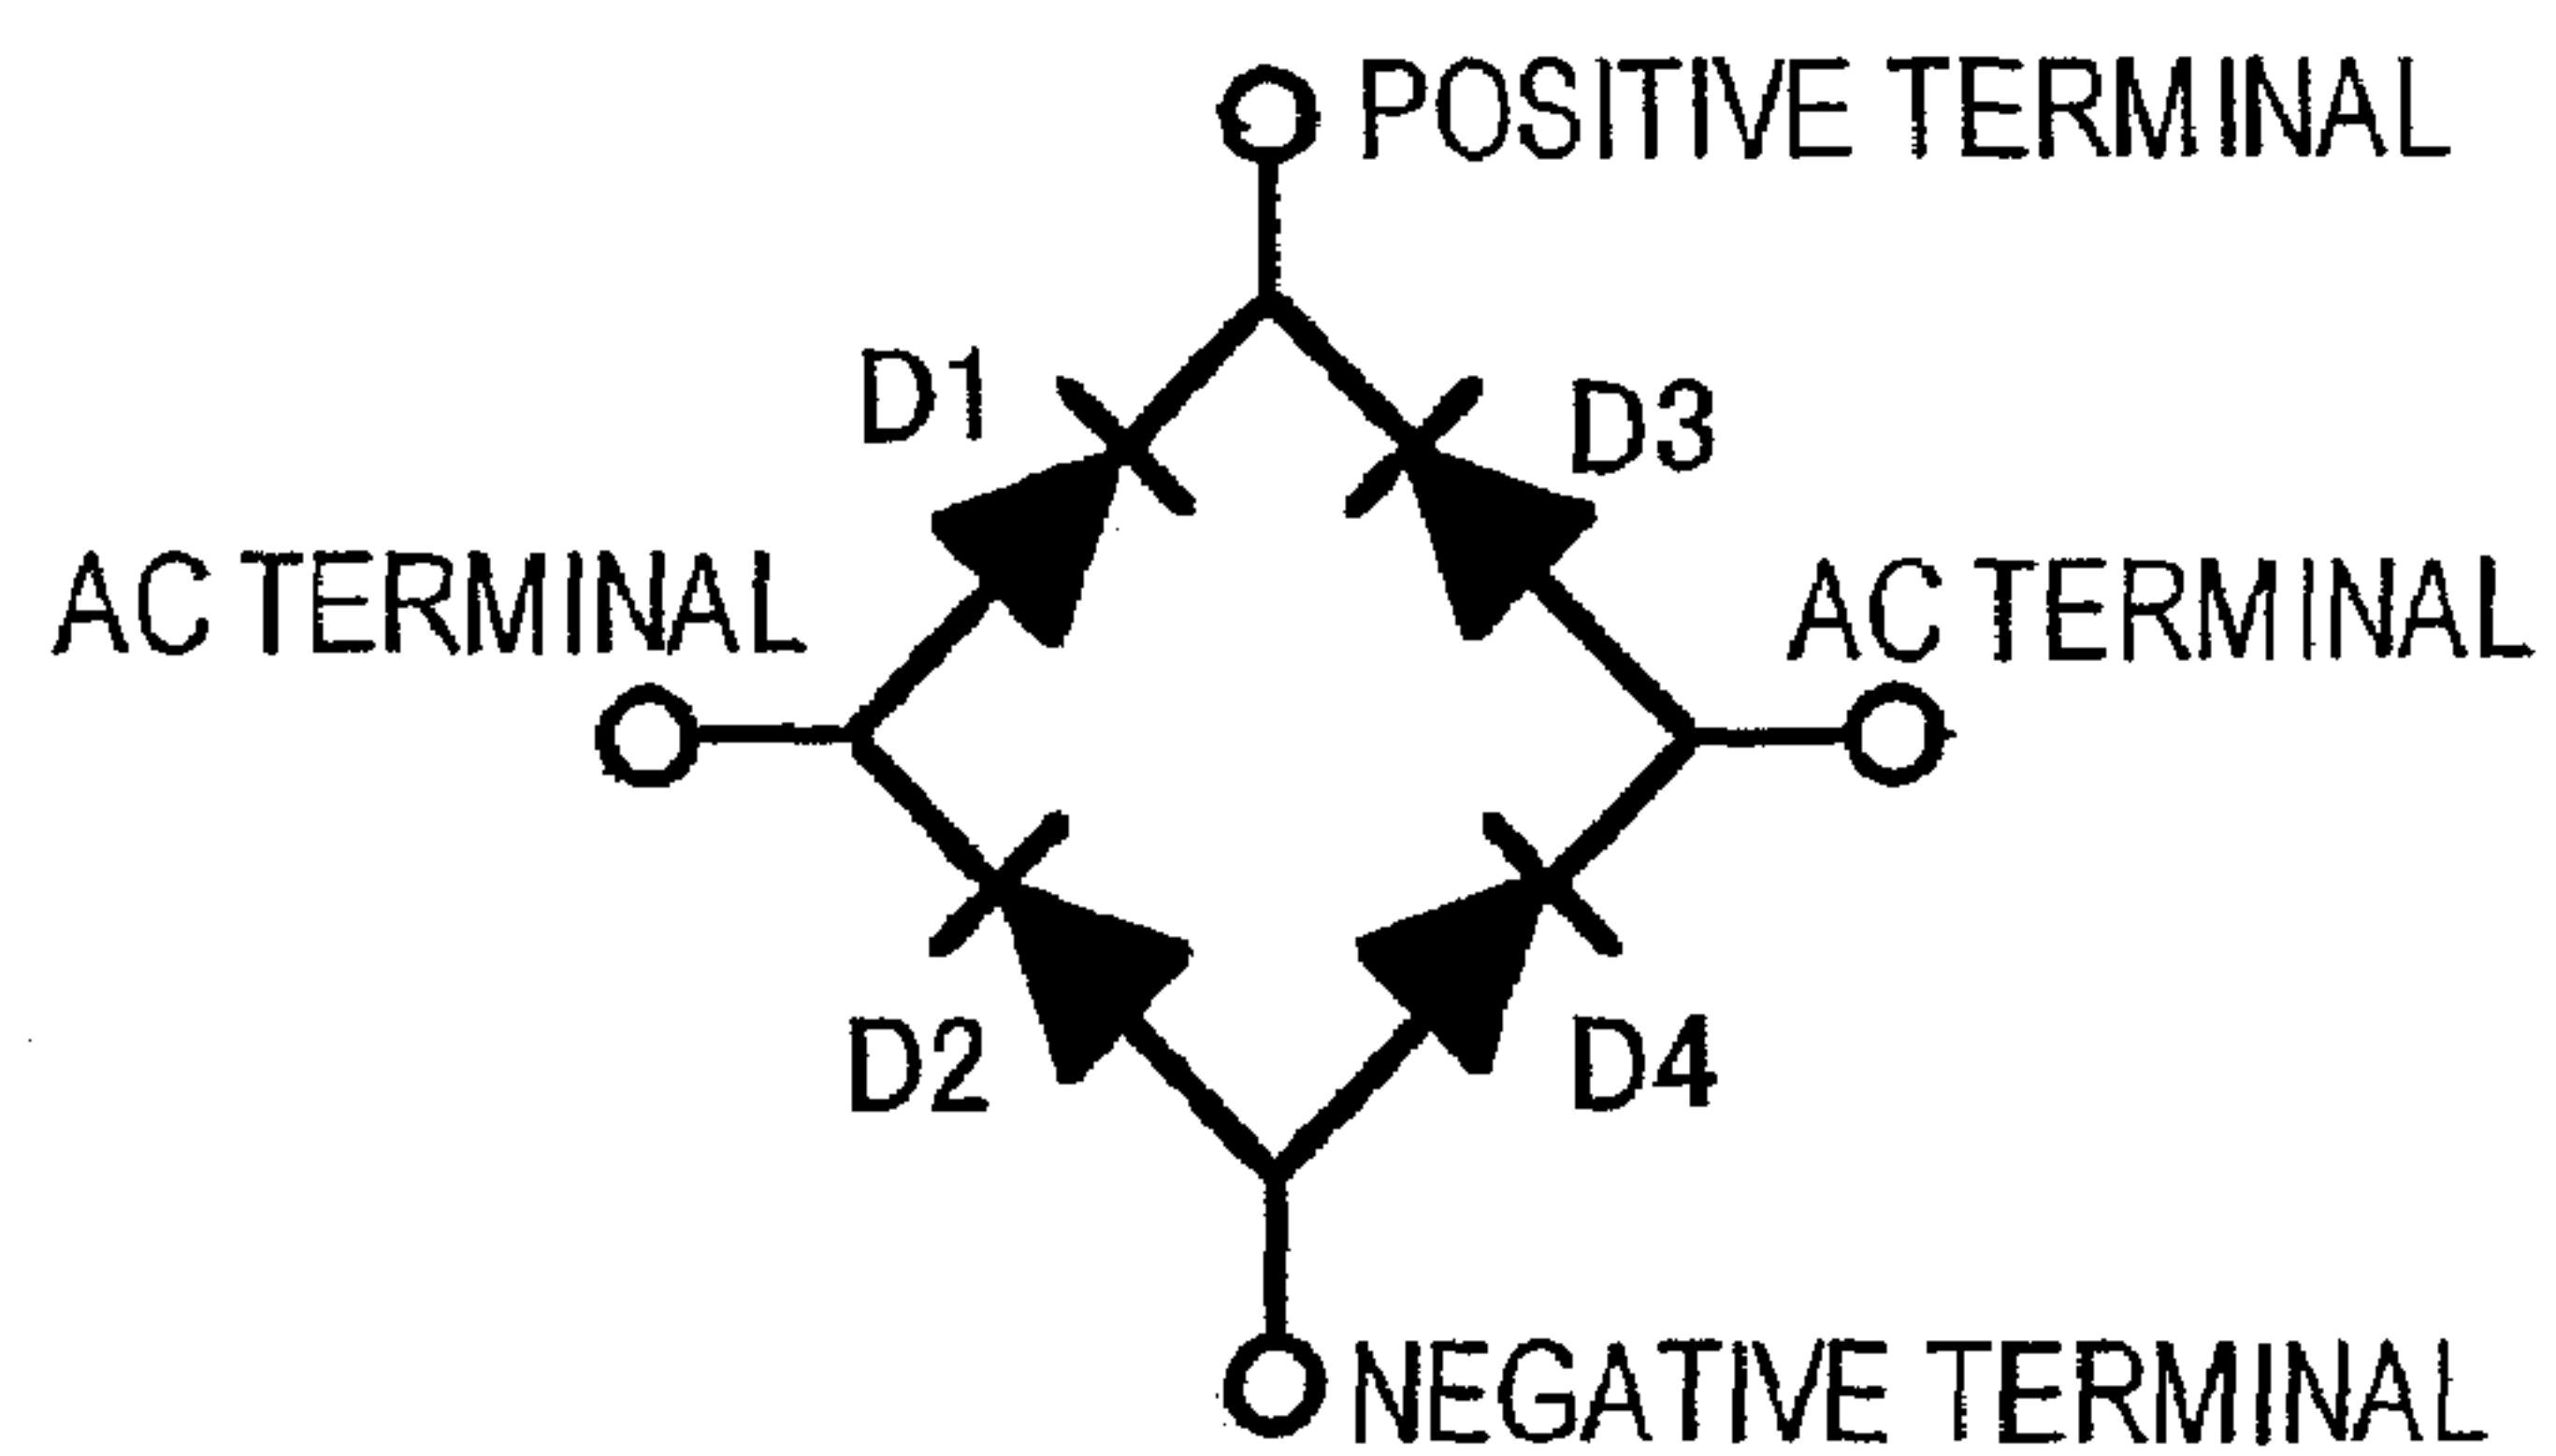 POSITIVE TERMINAL
D1
D3
AC TERMINAL
AC TERMINAL
D2
D4
NEGATIVE TERMINAL